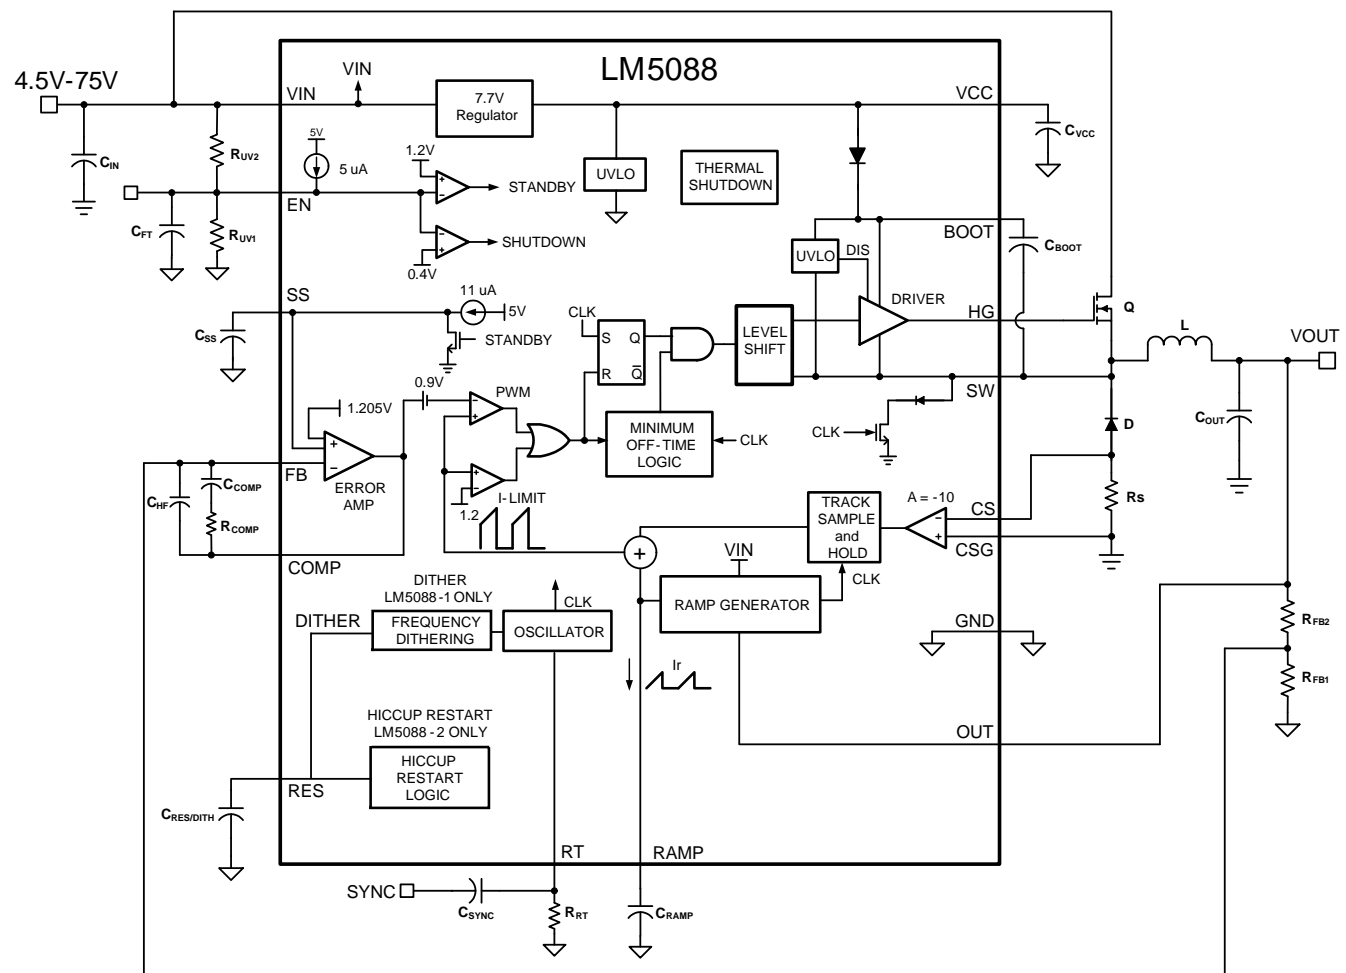 LM5088
4.5V-75V
VIN
VIN
7.7V
Regulator
VCC
CVCC
CIN
RUV2
5V
5 uA
1.2V
STANDBY
UVLO
THERMAL
SHUTDOWN
EN
CFT
RUV1
SHUTDOWN
0.4V
BOOT
CBOOT
UVLO
DIS
DRIVER
SS
11 uA
5V
CLK
HG
Q
CSS
STANDBY
S
Q
R
Q
LEVEL
SHIFT
L
VOUT
0.9V
PWM
SW
1.205V
MINIMUM
OFF-TIME
LOGIC
CLK
CLK
D
COUT
FB
ERROR
AMP
CHF
CCOMP
RCOMP
1.2
I-LIMIT
TRACK
SAMPLE
and
HOLD
A = -10
CS
CSG
Rs
COMP
VIN
CLK
DITHER
LM5088-1 ONLY
CLK
DITHER
FREQUENCY
DITHERING
OSCILLATOR
RAMP GENERATOR
GND
RFB2
Ir
RFB1
HICCUP RESTART
LM5088-2 ONLY
OUT
HICCUP
RESTART
LOGIC
RES
CRES/DITH
RT
RAMP
SYNC
CSYNC
RRT
CRAMP